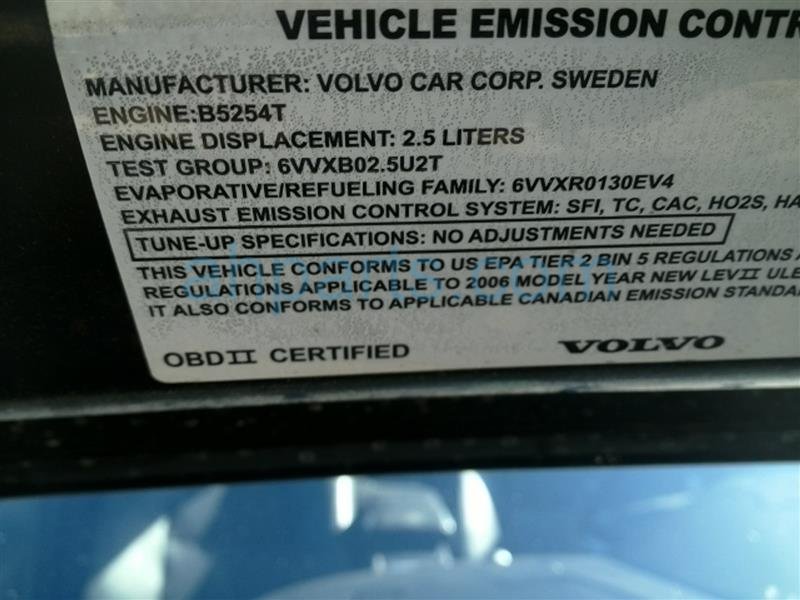 VEHICLE EMISSION CONTR
MANUFACTURER: VOLVO CAR CORP. SWEDEN
ENGINE:B5254T
ENGINE DISPLACEMENT: 2.5 LITERS
TEST GROUP: 6VVXB02.5U2T
EVAPORATIVE/REFUELING FAMILY: 6VVXR0130EV4
EXHAUST EMISSION CONTROL SYSTEM: SFI, TC, CAC, HO2S, HA
TUNE-UP SPECIFICATIONS: NO ADJUSTMENTS NEEDED
THIS VEHICLE CONFORMS TO US EPA TIER 2 BIN 5 REGULATIONS A
REGULATIONS APPLICABLE TO 2006 MODEL YEAR NEW LEVII ULE
IT ALSO CONFORMS TO APPLICABLE CANADIAN EMISSION STANDA
OBDII CERTIFIED
VOLVO